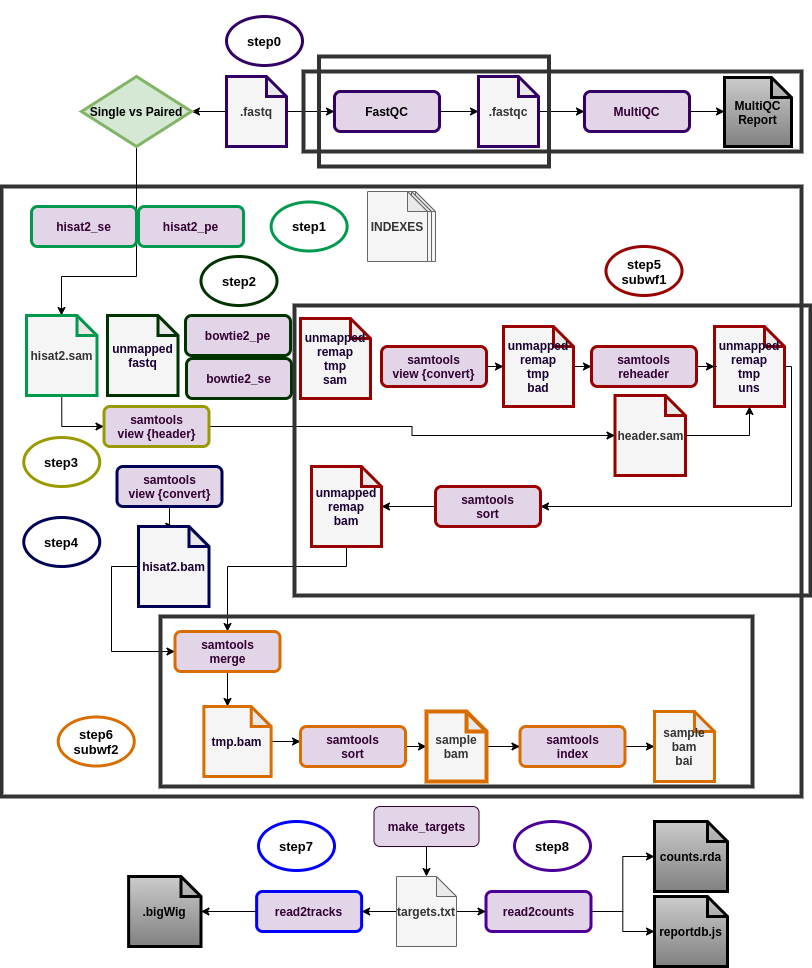 step0
Single vs Paired
.fastq
FastQC
.fastqc
MultiQC
MultiQC
Report
hisat2_se
hisat2_pe
step1
INDEXES
step2
step5
subwf1
hisat2.sam
unmapped
fastq
bowtie2_pe
bowtie2_se
unmapped
remap
tmp
sam
samtools
view {convert}
unmapped
remap
tmp
bad
samtools
reheader
unmapped
remap
tmp
uns
samtools
view {header}
header.sam
step3
samtools
view {convert}
unmapped
remap
bam
samtools
sort
step4
hisat2.bam
samtools
merge
step6
subwf2
tmp.bam
samtools
sort
sample
bam
samtools
index
sample
bam
bai
make_targets
step7
step8
counts.rda
.bigWig
read2tracks
targets.txt
read2counts
reportdb.js